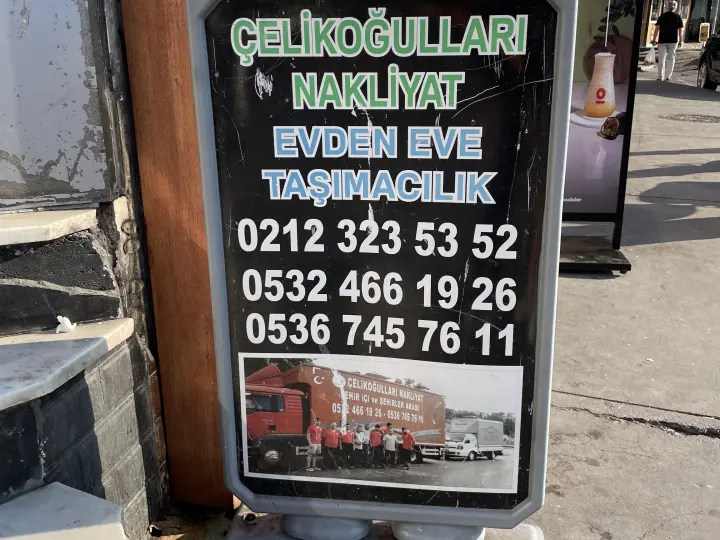 ÇELİKOĞULLARI
NAKLİYAT
EVDEN EVE
TAŞIMACILIK
0212 323 53 52
0532 466 19 26
0536 745 76 11
ÇELİKOĞULLARI NAKLİYAT
ŞEHİR İÇİ ve ŞEHİRLER ARASI
0532 466 19 26 - 0536 745 76 11